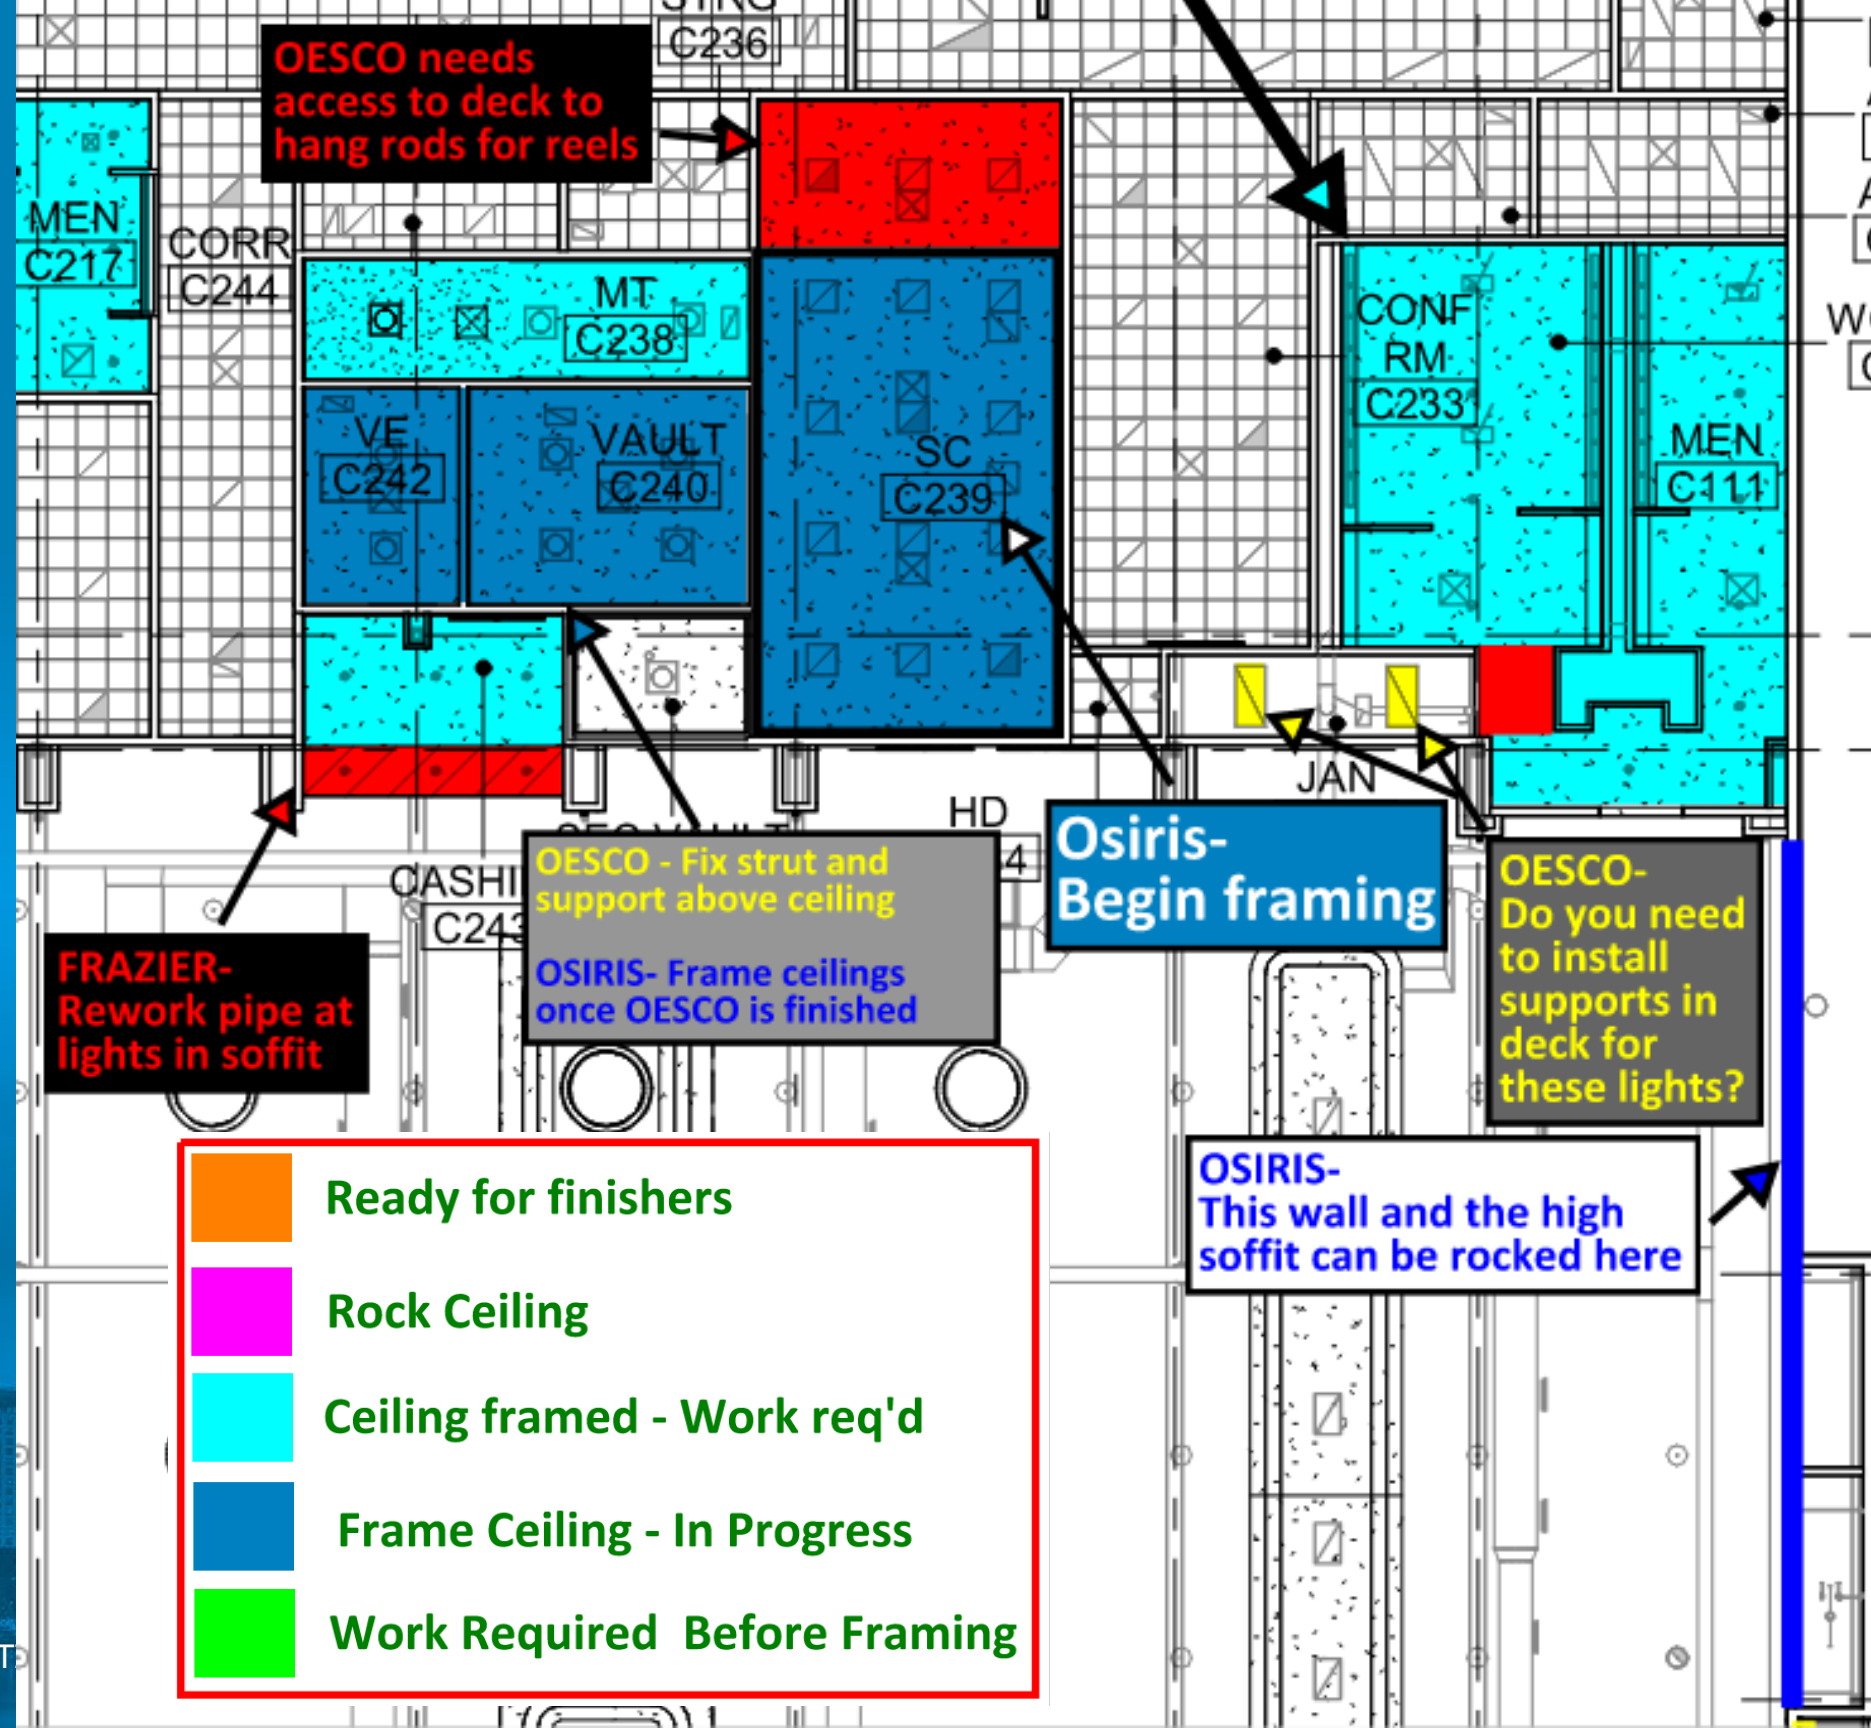 C236
OESCO needs
access to deck to
hang rods for reels
MEN
C217
CORR
C244
MT
C238
VE
C242
VAULT
C240
SC
C239
CONF
RM
C233
MEN
C111
JAN
HD
4
CASHI
C243
OESCO - Fix strut and
support above ceiling
OSIRIS- Frame ceilings
once OESCO is finished
Osiris-
Begin framing
OESCO-
Do you need
to install
supports in
deck for
these lights?
FRAZIER-
Rework pipe at
lights in soffit
OSIRIS-
This wall and the high
soffit can be rocked here
Ready for finishers
Rock Ceiling
Ceiling framed - Work req'd
Frame Ceiling - In Progress
Work Required  Before Framing
T